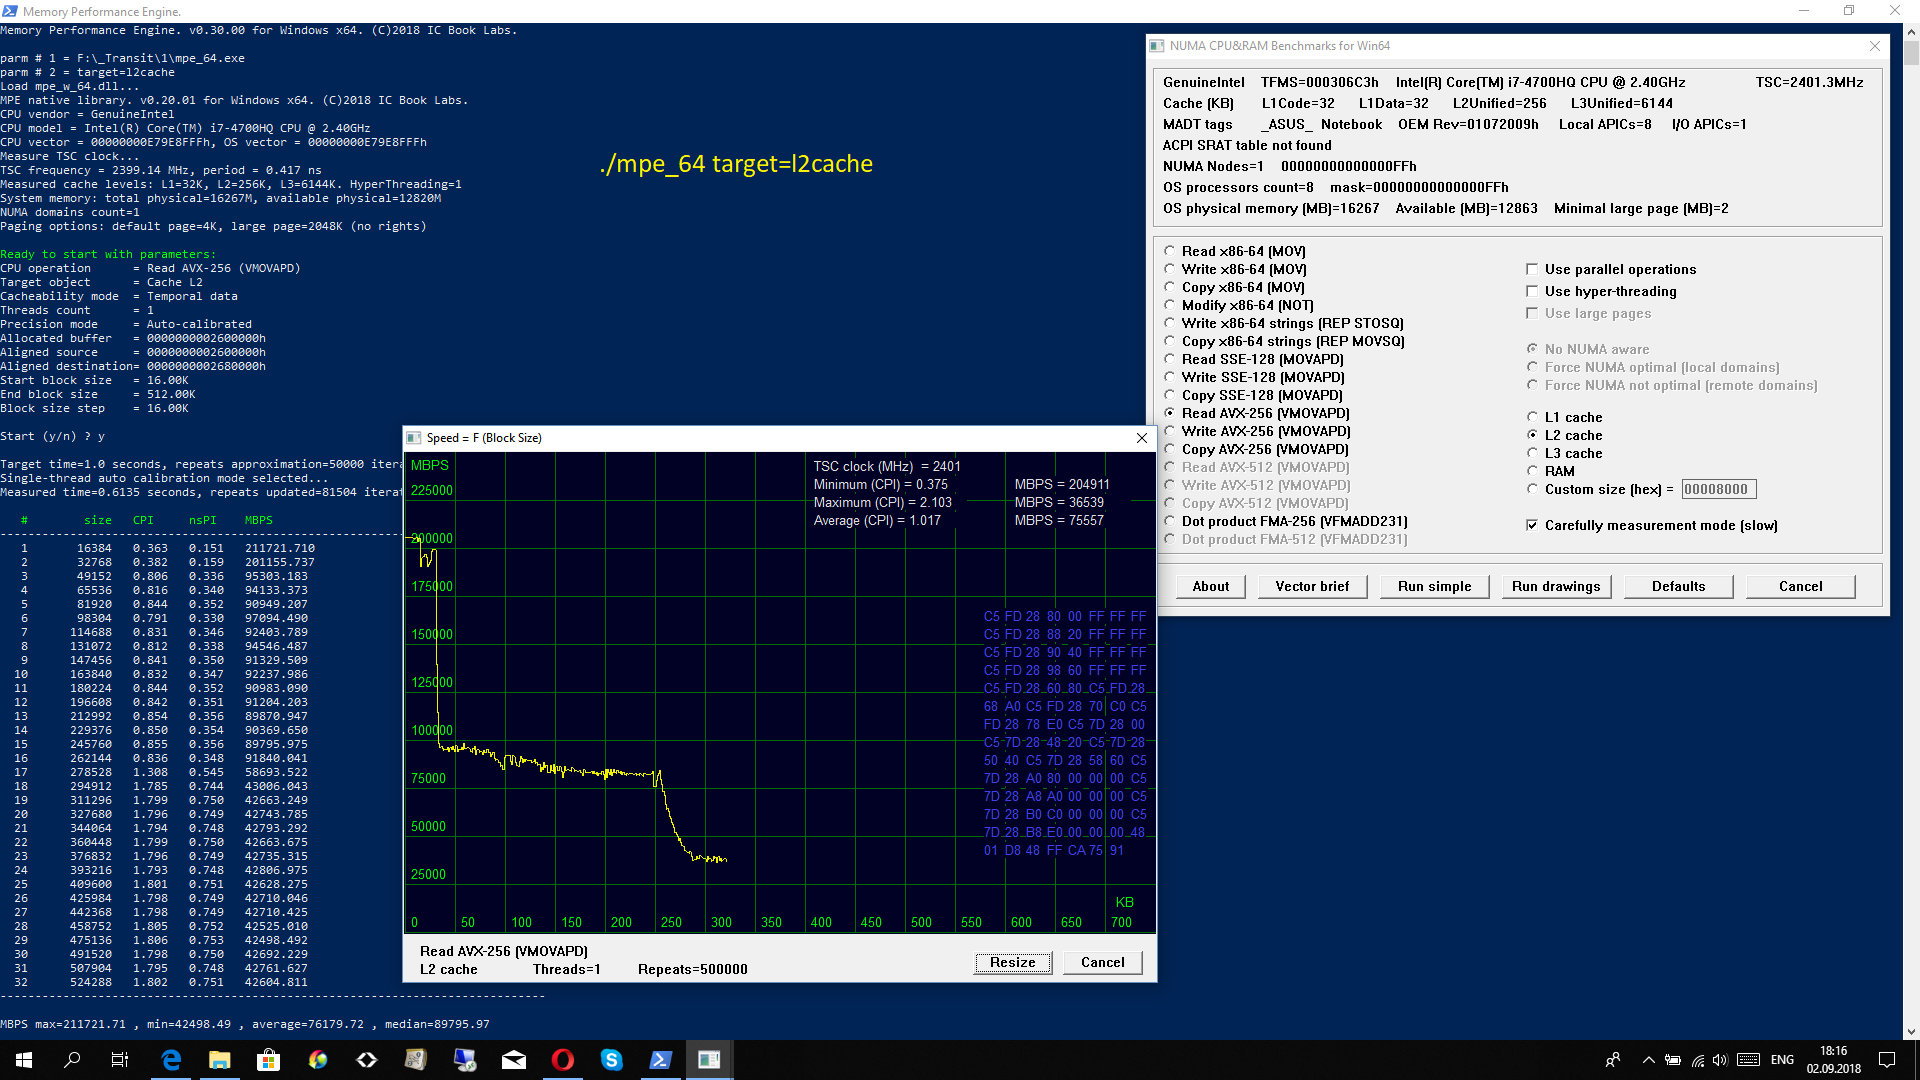 Memory Performance Engine.
Memory Performance Engine. v0.30.00 for Windows x64. (C)2018 IC Book Labs.
parm # 1 = F:\_Transit\1\mpe_64.exe
parm # 2 = target=l2cache
Load mpe_w_64.dll...
MPE native library. v0.20.01 for Windows x64. (C)2018 IC Book Labs.
CPU vendor = GenuineIntel
CPU model = Intel(R) Core(TM) i7-4700HQ CPU @ 2.40GHz
CPU vector = 00000000E79E8FFFh, OS vector = 00000000E79E8FFFh
Measure TSC clock...
TSC frequency = 2399.14 MHz, period = 0.417 ns
Measured cache levels: L1=32K, L2=256K, L3=6144K. HyperThreading=1
System memory: total physical=16267M, available physical=12820M
NUMA domains count=1
Paging options: default page=4K, large page=2048K (no rights)
Ready to start with parameters:
CPU operation = Read AVX-256 (VMOVAPD)
Target object = Cache L2
Cacheability mode = Temporal data
Threads count = 1
Precision mode = Auto-calibrated
Allocated buffer = 0000000002600000h
Aligned source = 0000000002600000h
Aligned destination= 0000000002680000h
Start block size = 16.00K
End block size = 512.00K
Block size step = 16.00K
Start (y/n) ? y
Target time=1.0 seconds, repeats approximation=50000 itera
Single-thread auto calibration mode selected...
Measured time=0.6135 seconds, repeats updated=81504 iterat
# size CPI nsPI MBPS
1 16384 0.363 0.151 211721.710
2 32768 0.382 0.159 201155.737
3 49152 0.806 0.336 95303.183
4 65536 0.816 0.340 94133.373
5 81920 0.844 0.352 90949.207
6 98304 0.791 0.330 97094.490
7 114688 0.831 0.346 92403.789
8 131072 0.812 0.338 94546.487
9 147456 0.841 0.350 91329.509
10 163840 0.832 0.347 92237.986
11 180224 0.844 0.352 90983.090
12 196608 0.842 0.351 91204.203
13 212992 0.854 0.356 89870.947
14 229376 0.850 0.354 90369.650
15 245760 0.855 0.356 89795.975
16 262144 0.836 0.348 91840.041
17 278528 1.308 0.545 58693.522
18 294912 1.785 0.744 43006.043
19 311296 1.799 0.750 42663.249
20 327680 1.796 0.749 42743.785
21 344064 1.794 0.748 42793.292
22 360448 1.799 0.750 42663.675
23 376832 1.796 0.749 42735.315
24 393216 1.793 0.748 42806.975
25 409600 1.801 0.751 42628.275
26 425984 1.798 0.749 42710.046
27 442368 1.798 0.749 42710.425
28 458752 1.805 0.752 42525.010
29 475136 1.806 0.753 42498.492
30 491520 1.798 0.750 42692.229
31 507904 1.795 0.748 42761.627
32 524288 1.802 0.751 42604.811
MBPS max=211721.71 , min=42498.49 , average=76179.72 , median=89795.97
./mpe_64 target=l2cache
NUMA CPU&RAM Benchmarks for Win64
GenuineIntel TFMS=000306C3h Intel(R) Core(TM) i7-4700HQ CPU @ 2.40GHz TSC=2401.3MHz
Cache (KB) L1Code=32 L1Data=32 L2Unified=256 L3Unified=6144
MADT tags _ASUS_ Notebook OEM Rev=01072009h Local APICs=8 I/O APICs=1
ACPI SRAT table not found
NUMA Nodes=1 00000000000000FFh
OS processors count=8 mask=00000000000000FFh
OS physical memory (MB)=16267 Available (MB)=12863 Minimal large page (MB)=2
Read x86-64 (MOV)
Write x86-64 (MOV)
Copy x86-64 (MOV)
Modify x86-64 (NOT)
Write x86-64 strings (REP STOSQ)
Copy x86-64 strings (REP MOVSQ)
Read SSE-128 (MOVAPD)
Write SSE-128 (MOVAPD)
Copy SSE-128 (MOVAPD)
Read AVX-256 (VMOVAPD)
Write AVX-256 (VMOVAPD)
Copy AVX-256 (VMOVAPD)
Read AVX-512 (VMOVAPD)
Write AVX-512 (VMOVAPD)
Copy AVX-512 (VMOVAPD)
Dot product FMA-256 (VFMADD231)
Dot product FMA-512 (VFMADD231)
Use parallel operations
Use hyper-threading
Use large pages
No NUMA aware
Force NUMA optimal (local domains)
Force NUMA not optimal (remote domains)
L1 cache
L2 cache
L3 cache
RAM
Custom size (hex) = 00008000
Carefully measurement mode (slow)
About Vector brief Run simple Run drawings Defaults Cancel
Speed = F (Block Size)
MBPS
225000
200000
175000
150000
125000
100000
75000
50000
25000
TSC clock (MHz) = 2401
Minimum (CPI) = 0.375 MBPS = 204911
Maximum (CPI) = 2.103 MBPS = 36539
Average (CPI) = 1.017 MBPS = 75557
C5 FD 28 80 00 FF FF FF
C5 FD 28 88 20 FF FF FF
C5 FD 28 90 40 FF FF FF
C5 FD 28 98 60 FF FF FF
C5 FD 28 60 80 C5 FD 28
68 A0 C5 FD 28 70 C0 C5
FD 28 78 E0 C5 7D 28 00
C5 7D 28 48 20 C5 7D 28
50 40 C5 7D 28 58 60 C5
7D 28 A0 80 00 00 00 C5
7D 28 A8 A0 00 00 00 C5
7D 28 B0 C0 00 00 00 C5
7D 28 B8 E0 00 00 00 48
01 D8 48 FF CA 75 91
KB
0 50 100 150 200 250 300 350 400 450 500 550 600 650 700
Read AVX-256 (VMOVAPD)
L2 cache Threads=1 Repeats=500000
Resize Cancel
ENG
18:16
02.09.2018